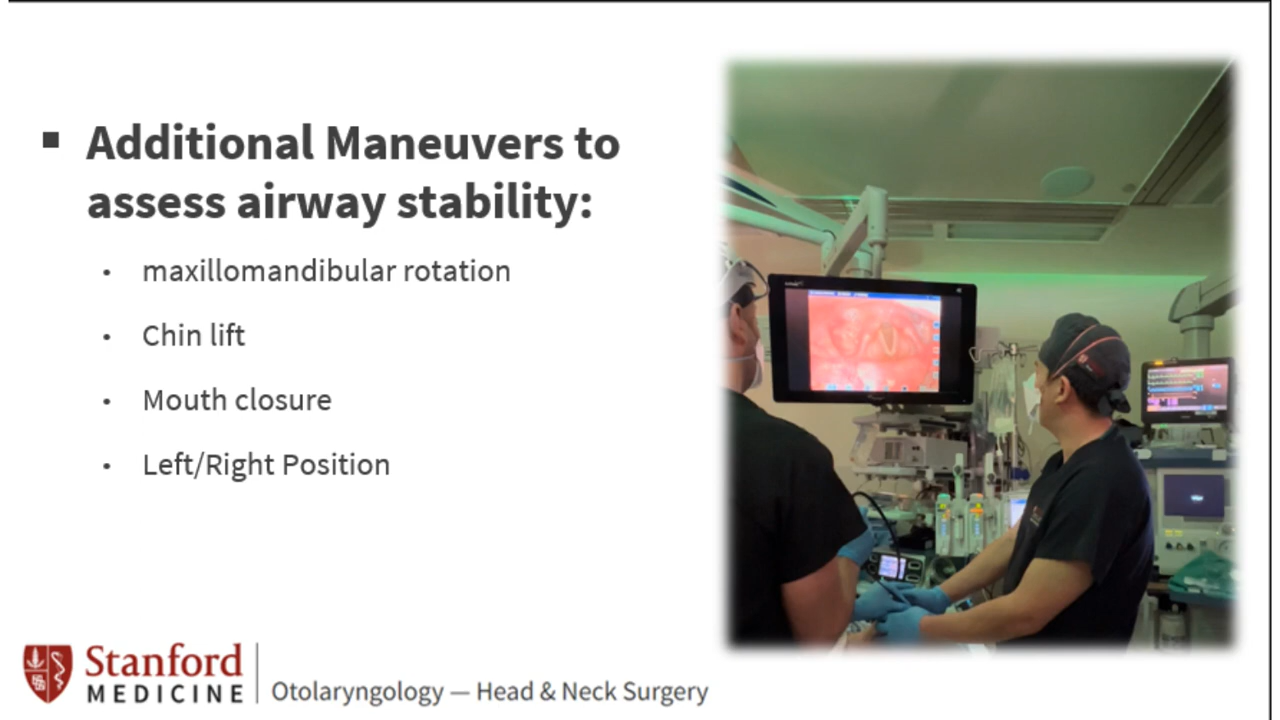 ▪ Additional Maneuvers to
assess airway stability:
• maxillomandibular rotation
• Chin lift
• Mouth closure
• Left/Right Position
Stanford
MEDICINE
Otolaryngology — Head & Neck Surgery